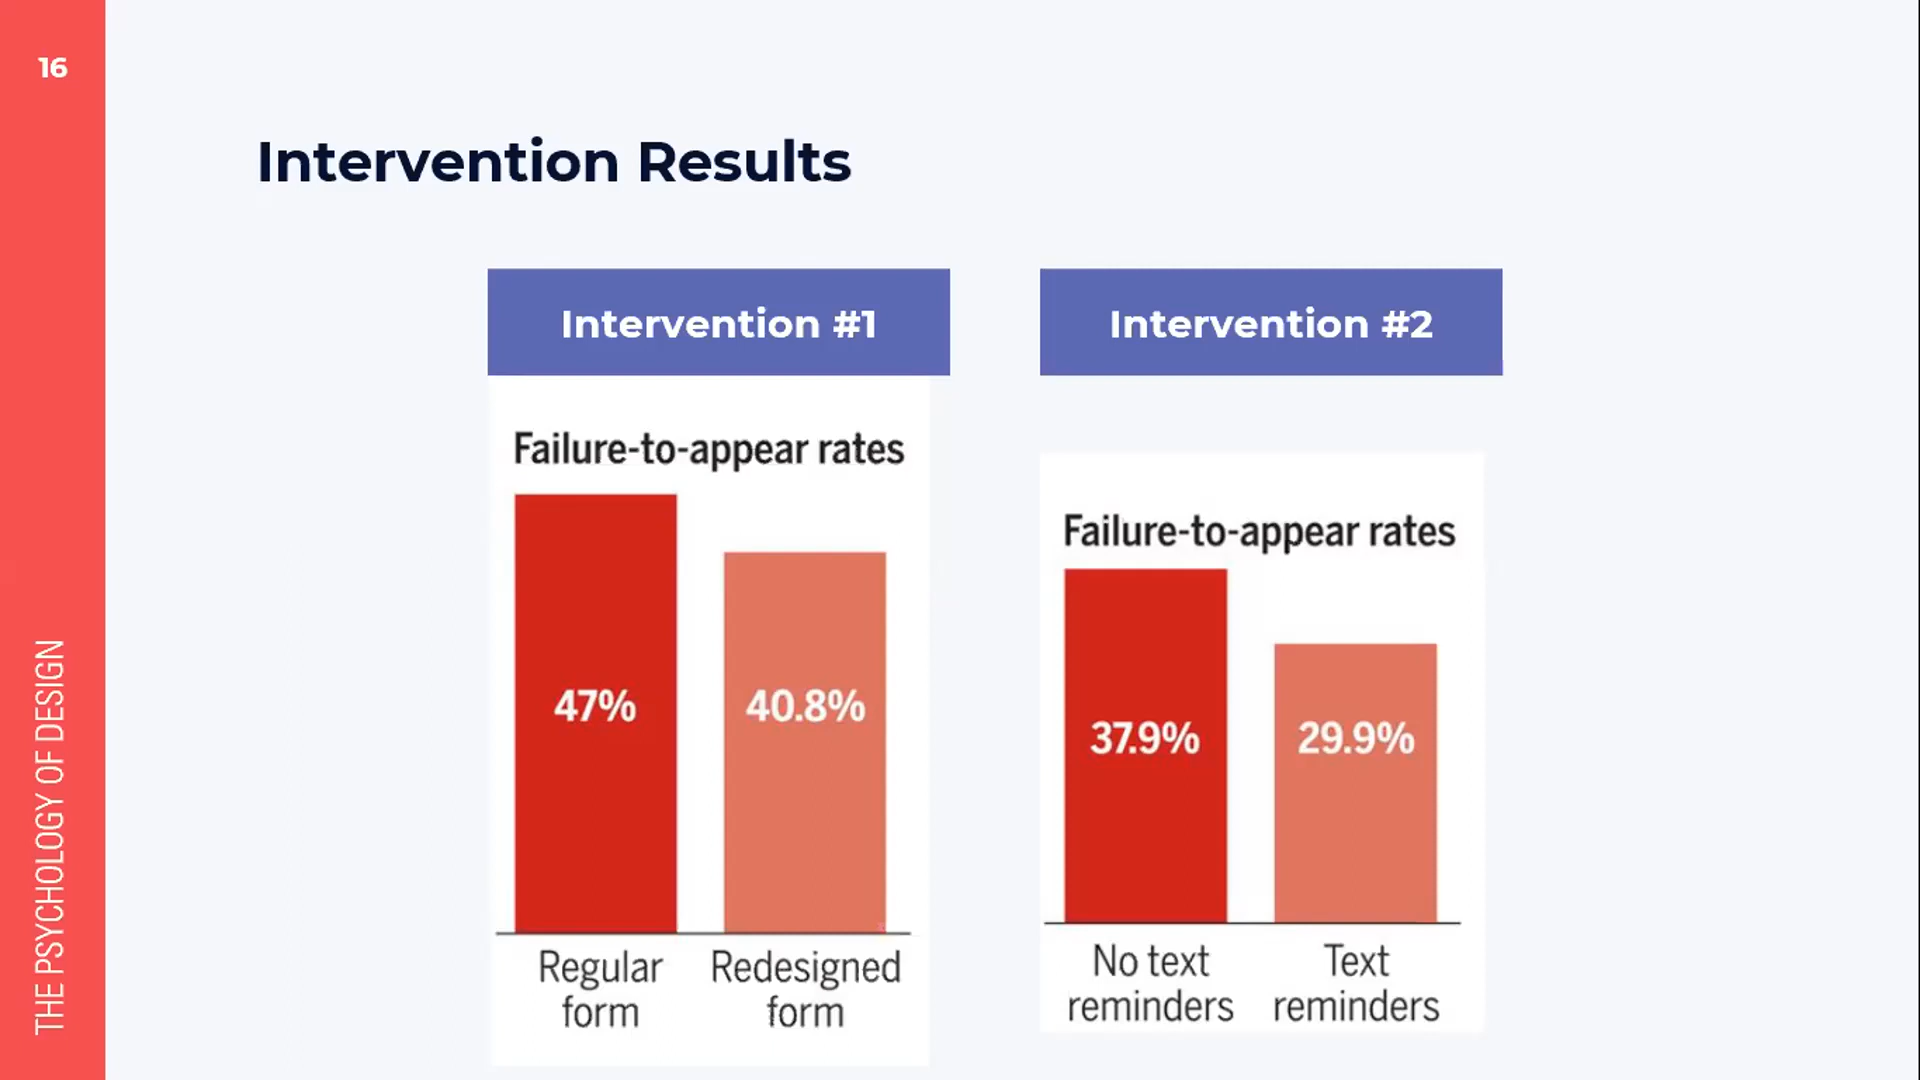 16
Intervention Results
Intervention #1
Failure-to-appear rates
47%
40.8%
Regular
form
Redesigned
form
Intervention #2
Failure-to-appear rates
37.9%
29.9%
No text
reminders
Text
reminders
THE PSYCHOLOGY OF DESIGN